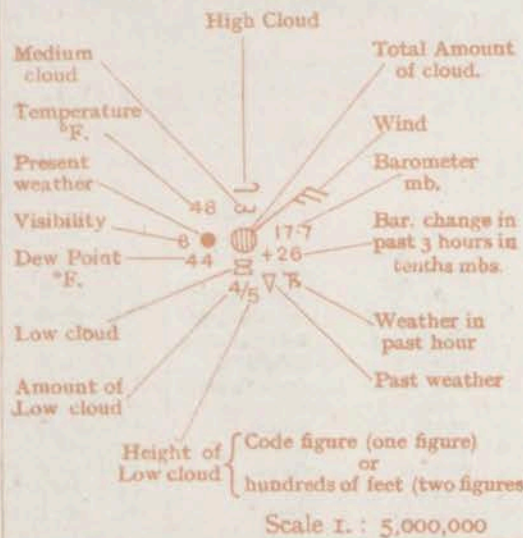 High Cloud
Medium
cloud
Total Amount
of cloud.
Temperature
°F.
Wind
Present
weather
Barometer
mb.
48
Visibility
8
17·7
Bar. change in
past 3 hours in
tenths mbs.
Dew Point
°F.
44
+26
4/5
Low cloud
Weather in
past hour
Amount of
Low cloud
Past weather
Height of
Low cloud
Code figure (one figure)
or
hundreds of feet (two figures
Scale 1. : 5,000,000